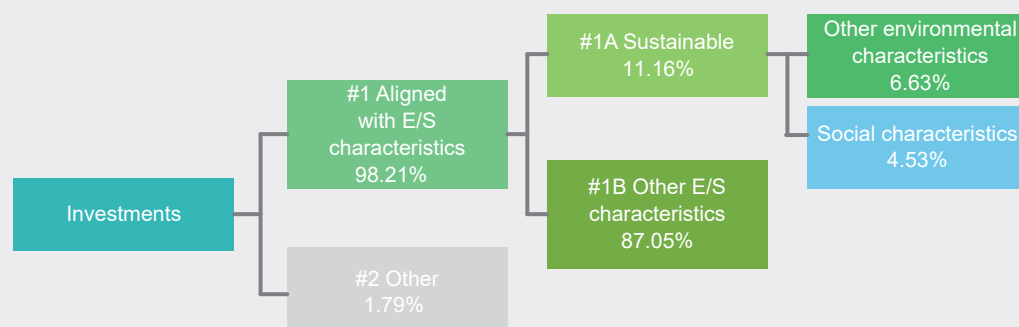 Investments
#1 Aligned
with E/S
characteristics
98.21%
#2 Other
1.79%
#1A Sustainable
11.16%
#1B Other E/S
characteristics
87.05%
Other environmental
characteristics
6.63%
Social characteristics
4.53%